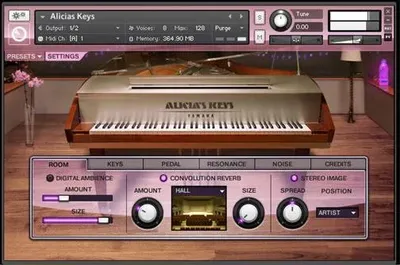 Alicias Keys
Output: 1/2 Voices: 8 Max: 128 Purge
Midi Ch: [A] 1 Memory: 364.90 MB
S
M
Tune
0.00
PRESETS SETTINGS
ALICIA'S KEYS
YAMAHA
ROOM KEYS PEDAL RESONANCE NOISE CREDITS
DIGITAL AMBIENCE CONVOLUTION REVERB STEREO IMAGE
AMOUNT AMOUNT HALL SIZE SPREAD POSITION
SIZE ARTIST